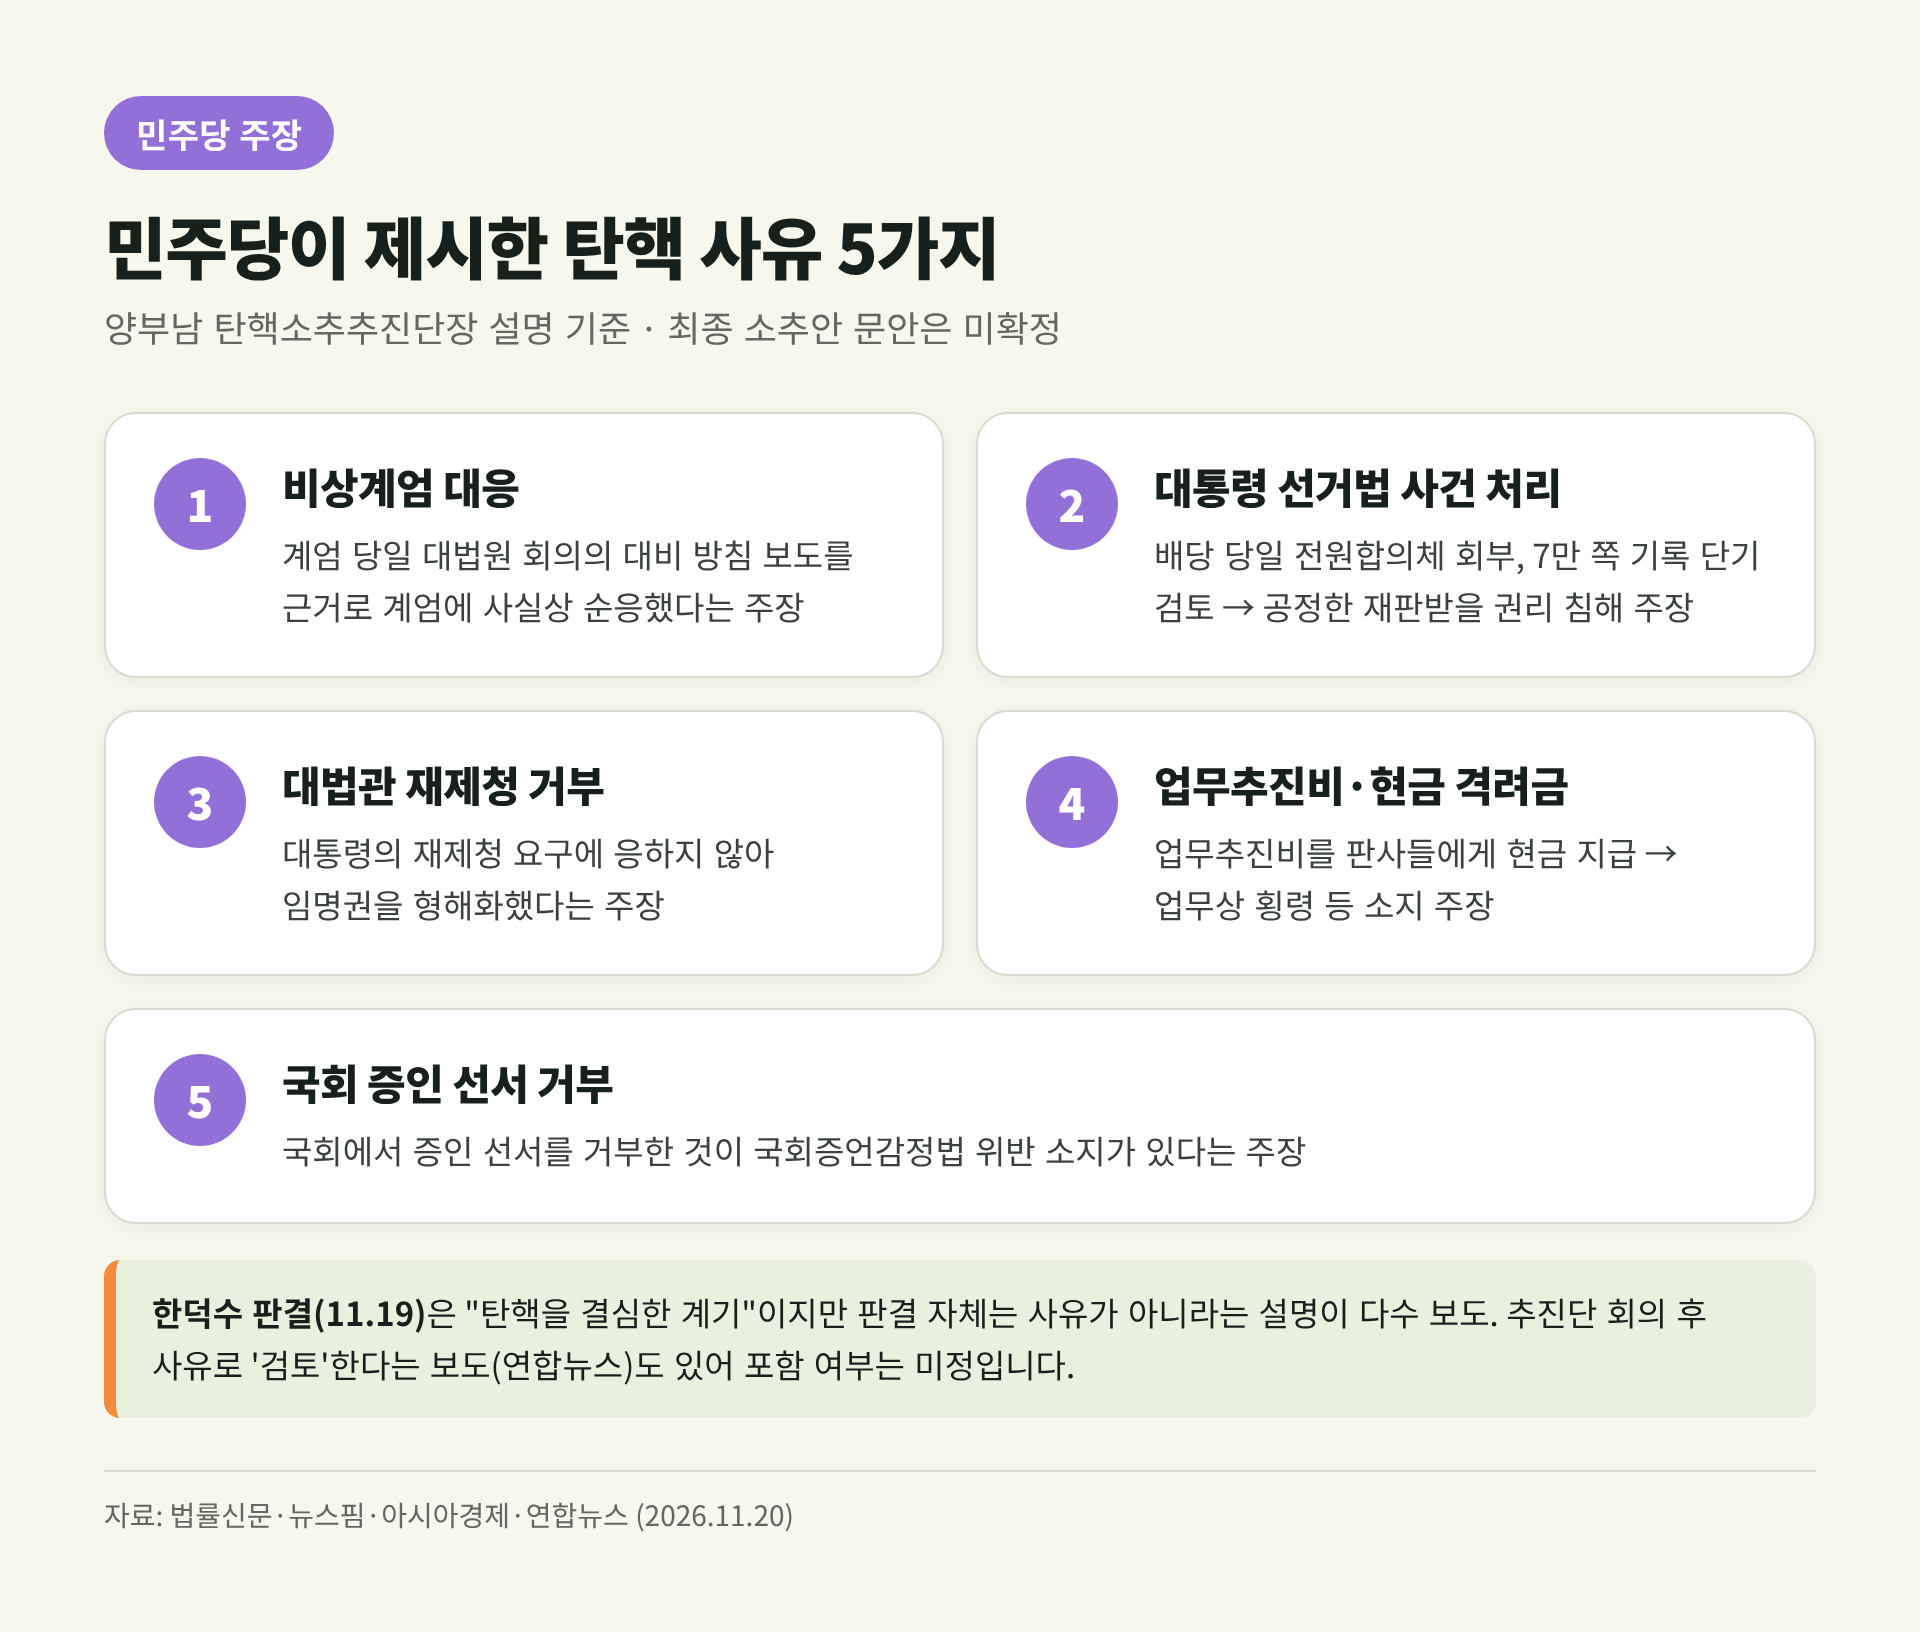 민주당 주장
민주당이 제시한 탄핵 사유 5가지
양부남 탄핵소추추진단장 설명 기준 · 최종 소추안 문안은 미확정
1
비상계엄 대응
계엄 당일 대법원 회의의 대비 방침 보도를
근거로 계엄에 사실상 순응했다는 주장
2
대통령 선거법 사건 처리
배당 당일 전원합의체 회부, 7만 쪽 기록 단기
검토 → 공정한 재판받을 권리 침해 주장
3
대법관 재제청 거부
대통령의 재제청 요구에 응하지 않아
임명권을 형해화했다는 주장
4
업무추진비·현금 격려금
업무추진비를 판사들에게 현금 지급 →
업무상 횡령 등 소지 주장
5
국회 증인 선서 거부
국회에서 증인 선서를 거부한 것이 국회증언감정법 위반 소지가 있다는 주장
한덕수 판결(11.19)은 "탄핵을 결심한 계기"이지만 판결 자체는 사유가 아니라는 설명이 다수 보도. 추진단 회의 후
사유로 '검토'한다는 보도(연합뉴스)도 있어 포함 여부는 미정입니다.
자료: 법률신문·뉴스핌·아시아경제·연합뉴스 (2026.11.20)